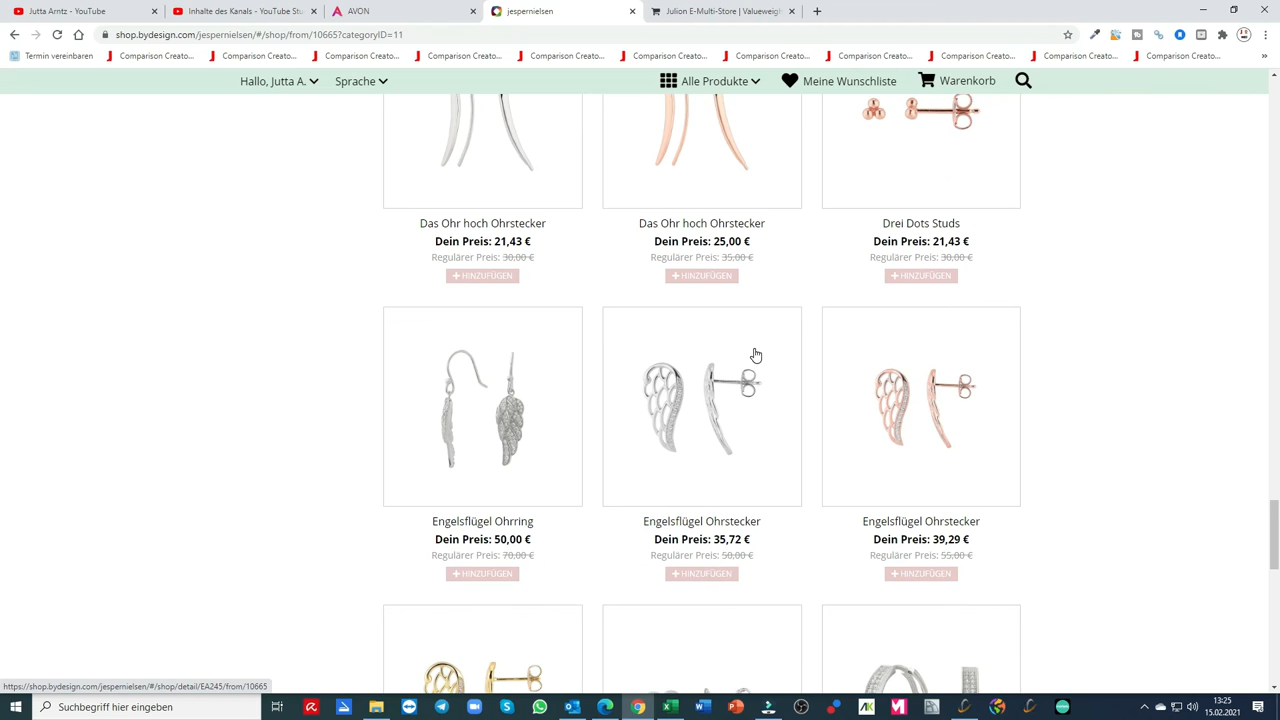 Jutta Arntz - YouTube
Inhalte des Kanals - YouTube Stu
AVON
jespernielsen
Julion E-Multi-Store | Valueweigh
shop.bydesign.com/jespernielsen/#/shop/from/10665?categoryID=11
Termin vereinbaren
Comparison Creato...
Comparison Creato...
Comparison Creato...
Comparison Creato...
Comparison Creato...
Comparison Creato...
Comparison Creato...
Comparison Creato...
Comparison Creato...
Comparison Creato...
Comparison Creato...
Hallo, Jutta A.
Sprache
Alle Produkte
Meine Wunschliste
Warenkorb
Das Ohr hoch Ohrstecker
Dein Preis: 21,43 €
Regulärer Preis: 30,00 €
+ HINZUFÜGEN
Das Ohr hoch Ohrstecker
Dein Preis: 25,00 €
Regulärer Preis: 35,00 €
+ HINZUFÜGEN
Drei Dots Studs
Dein Preis: 21,43 €
Regulärer Preis: 30,00 €
+ HINZUFÜGEN
Engelsflügel Ohrring
Dein Preis: 50,00 €
Regulärer Preis: 70,00 €
+ HINZUFÜGEN
Engelsflügel Ohrstecker
Dein Preis: 35,72 €
Regulärer Preis: 50,00 €
+ HINZUFÜGEN
Engelsflügel Ohrstecker
Dein Preis: 39,29 €
Regulärer Preis: 55,00 €
+ HINZUFÜGEN
https://shop.bydesign.com/jespernielsen/#/shop/detail/EA245/from/10665
Suchbegriff hier eingeben
13:25
15.02.2021